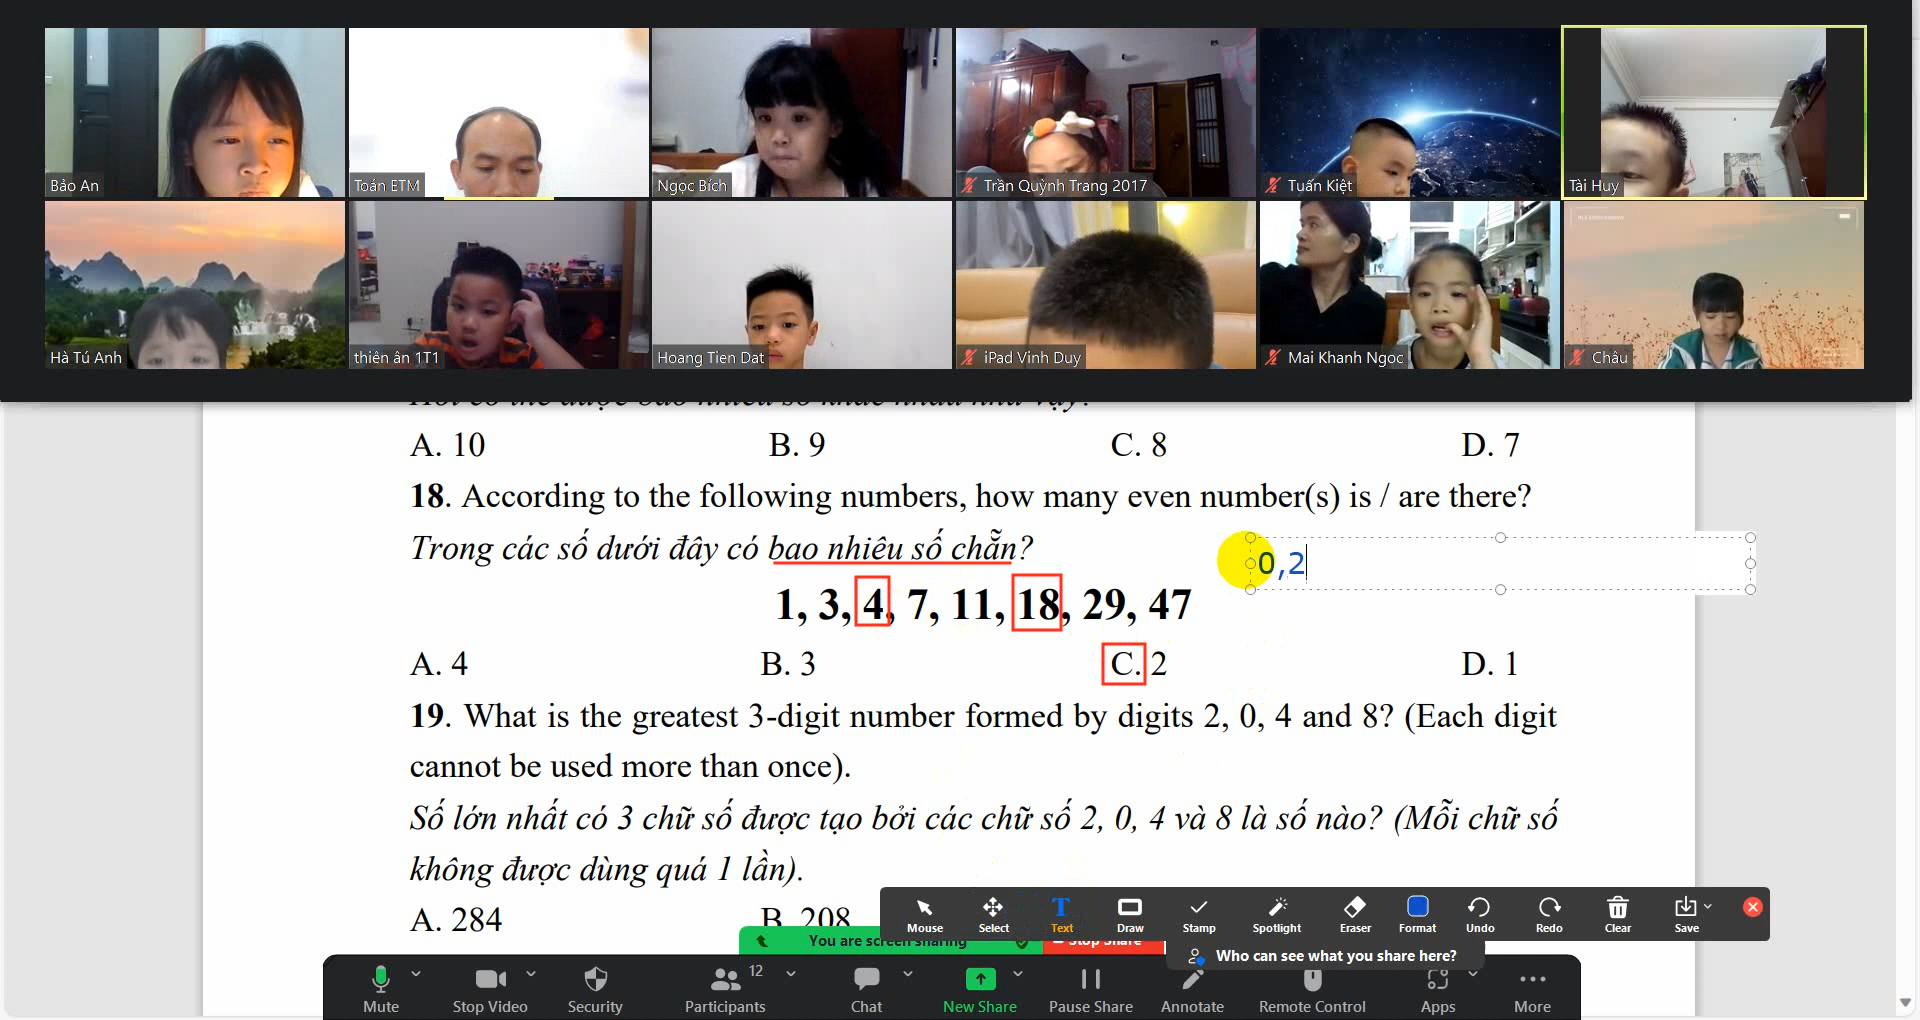 Bảo An
Toán ETM
Ngọc Bích
Trần Quỳnh Trang 2017
Tuấn Kiệt
Tài Huy
Hà Tú Anh
thiên ân 1T1
Hoang Tien Dat
iPad Vinh Duy
Mai Khanh Ngoc
Châu
A. 10 B. 9 C. 8 D. 7
18. According to the following numbers, how many even number(s) is / are there?
Trong các số dưới đây có bao nhiêu số chẵn?
0,2
1, 3, 4, 7, 11, 18, 29, 47
A. 4 B. 3 C. 2 D. 1
19. What is the greatest 3-digit number formed by digits 2, 0, 4 and 8? (Each digit
cannot be used more than once).
Số lớn nhất có 3 chữ số được tạo bởi các chữ số 2, 0, 4 và 8 là số nào? (Mỗi chữ số
không được dùng quá 1 lần).
A. 284 B. 208
Mouse Select Text Draw Stamp Spotlight Eraser Format Undo Redo Clear Save
You are screen sharing Stop Share
Who can see what you share here?
12
Mute Stop Video Security Participants Chat New Share Pause Share Annotate Remote Control Apps More